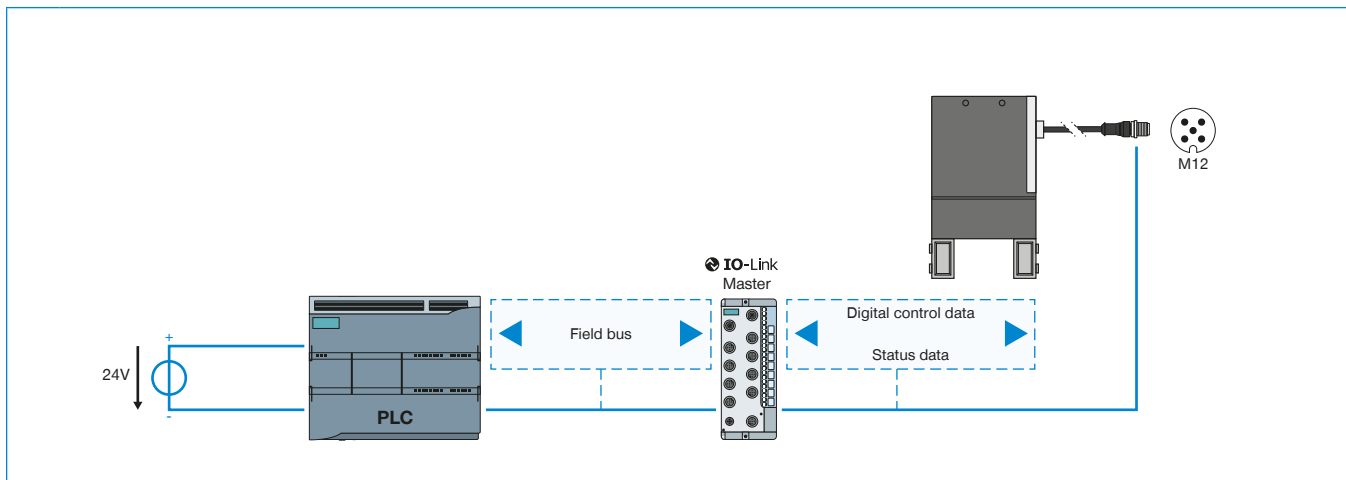 M12
IO-Link
Master
Digital control data
Field bus
Status data
+
24V
-
PLC